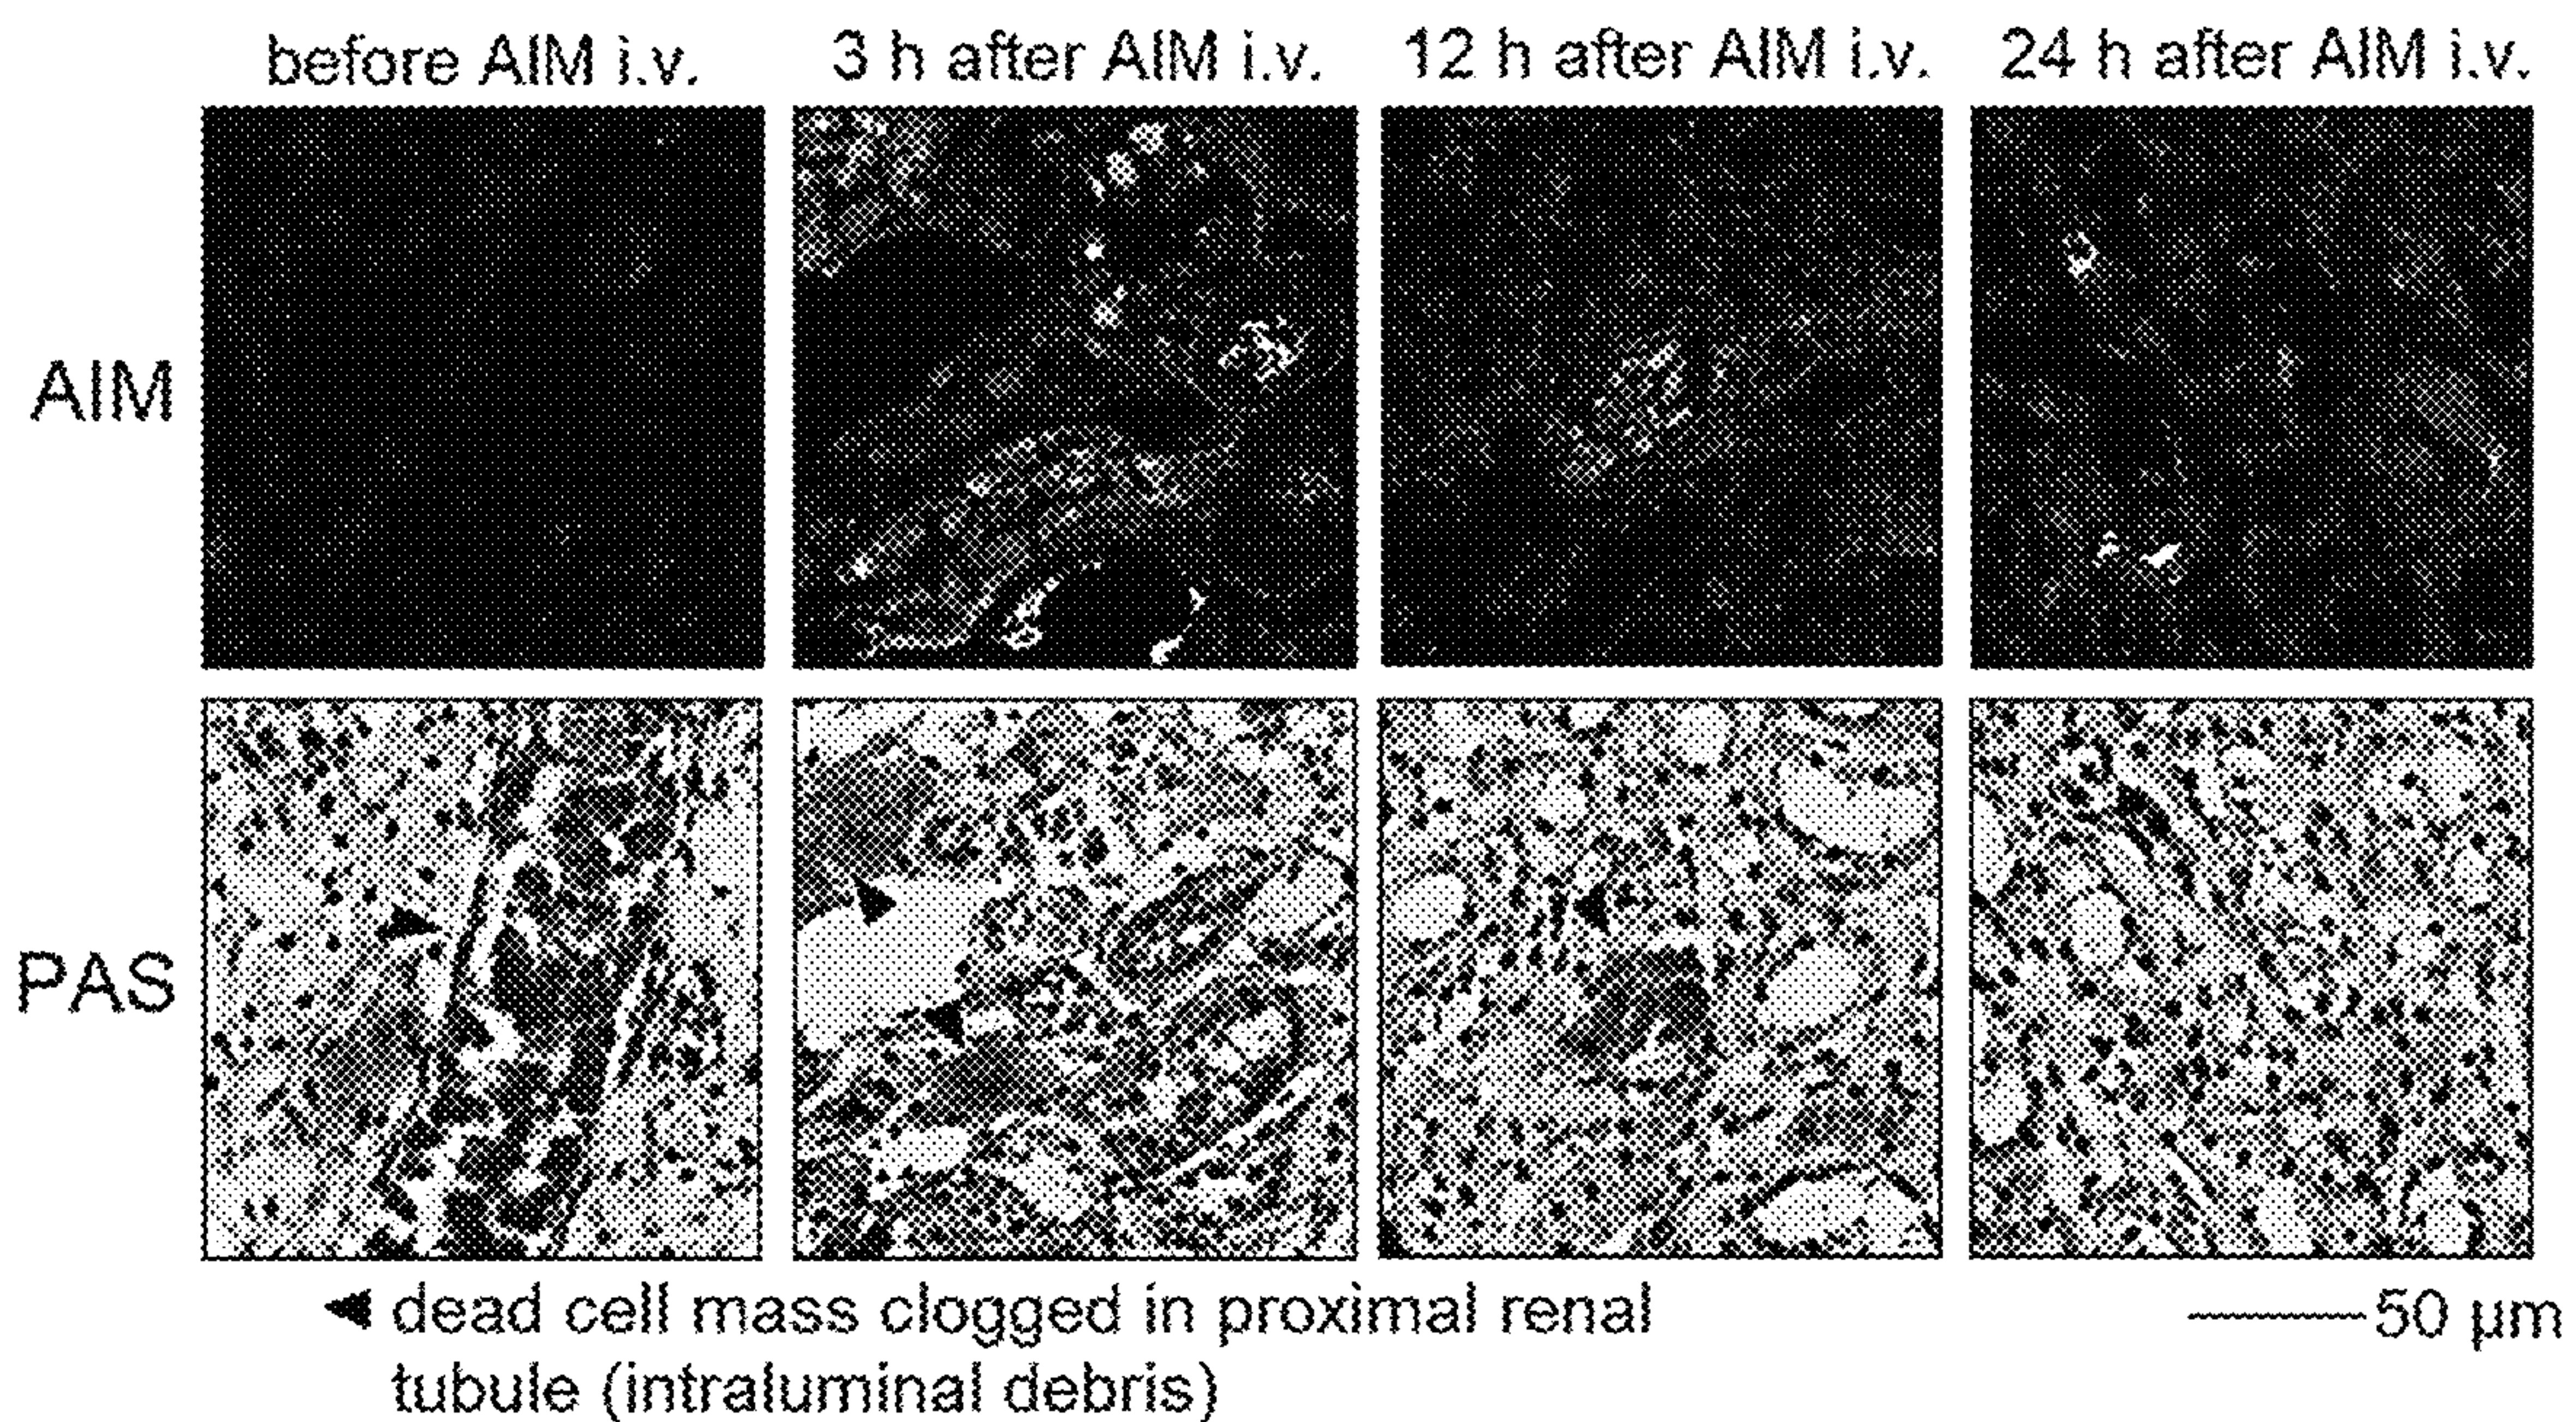 before AIM i.v.
3 h after AIM i.v.
12 h after AIM i.v.
24 h after AIM i.v.
AIM
PAS
dead cell mass clogged in proximal renal
tubule (intraluminal debris)
50 µm